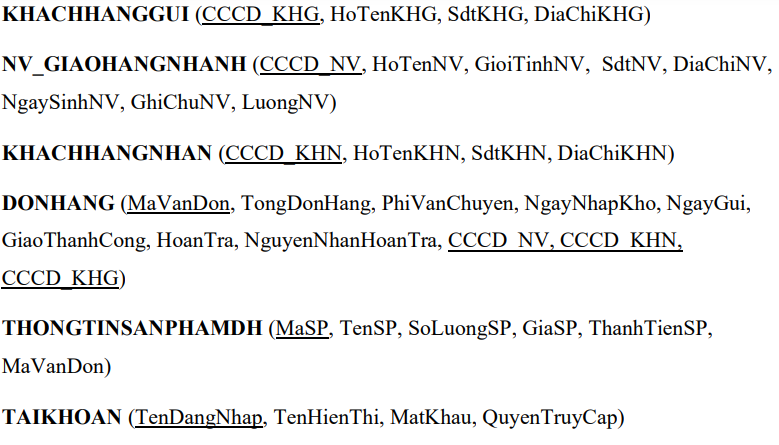 KHACHHANGGUI (CCCD_KHG, HoTenKHG, SdtKHG, DiaChiKHG)
NV_GIAOHANGNHANH (CCCD_NV, HoTenNV, GioiTinhNV, SdtNV, DiaChiNV,
NgaySinhNV, GhiChuNV, LuongNV)
KHACHHANGNHAN (CCCD_KHN, HoTenKHN, SdtKHN, DiaChiKHN)
DONHANG (MaVanDon, TongDonHang, PhiVanChuyen, NgayNhapKho, NgayGui,
GiaoThanhCong, HoanTra, NguyenNhanHoanTra, CCCD_NV, CCCD_KHN,
CCCD_KHG)
THONGTINSANPHAMDH (MaSP, TenSP, SoLuongSP, GiaSP, ThanhTienSP,
MaVanDon)
TAIKHOAN (TenDangNhap, TenHienThi, MatKhau, QuyenTruyCap)